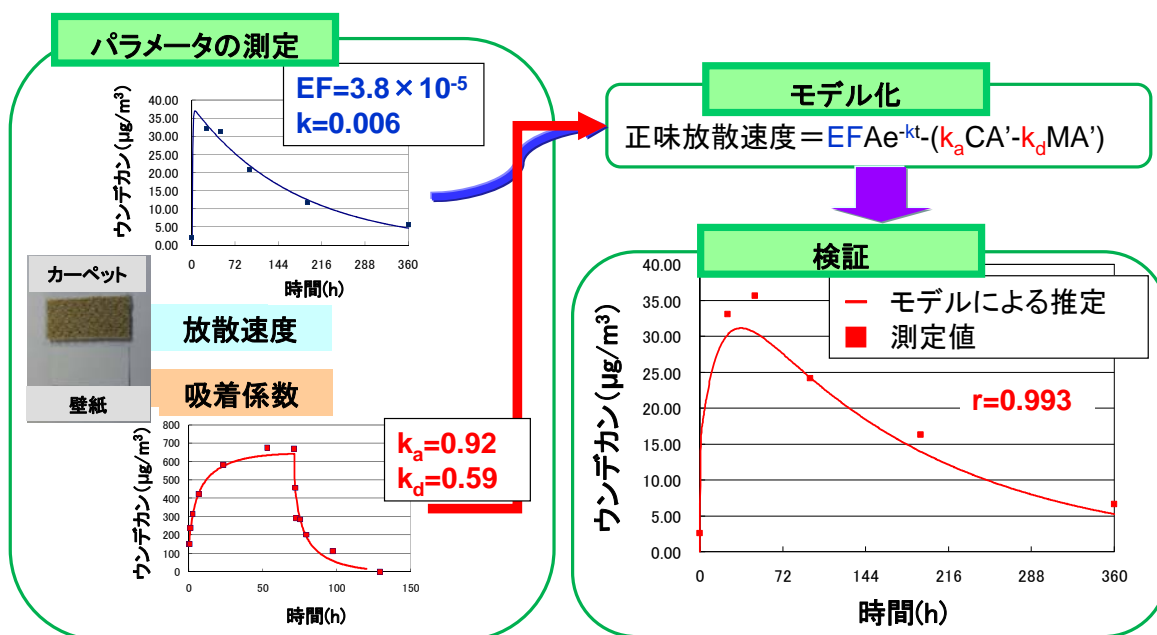 パラメータの測定
EF=3.8×10⁻⁵
k=0.006
ウンデカン(μg/m³)
40.00
35.00
30.00
25.00
20.00
15.00
10.00
5.00
0.00
0 72 144 216 288 360
時間(h)
カーペット
壁紙
放散速度
吸着係数
kₐ=0.92
k_d=0.59
ウンデカン(μg/m³)
800
700
600
500
400
300
200
100
0
0 50 100 150
時間(h)
モデル化
正味放散速度=EFAe⁻ᵏᵗ-(kₐCA'-k_dMA')
検証
モデルによる推定
測定値
r=0.993
ウンデカン(μg/m³)
40.00
35.00
30.00
25.00
20.00
15.00
10.00
5.00
0.00
0 72 144 216 288 360
時間(h)